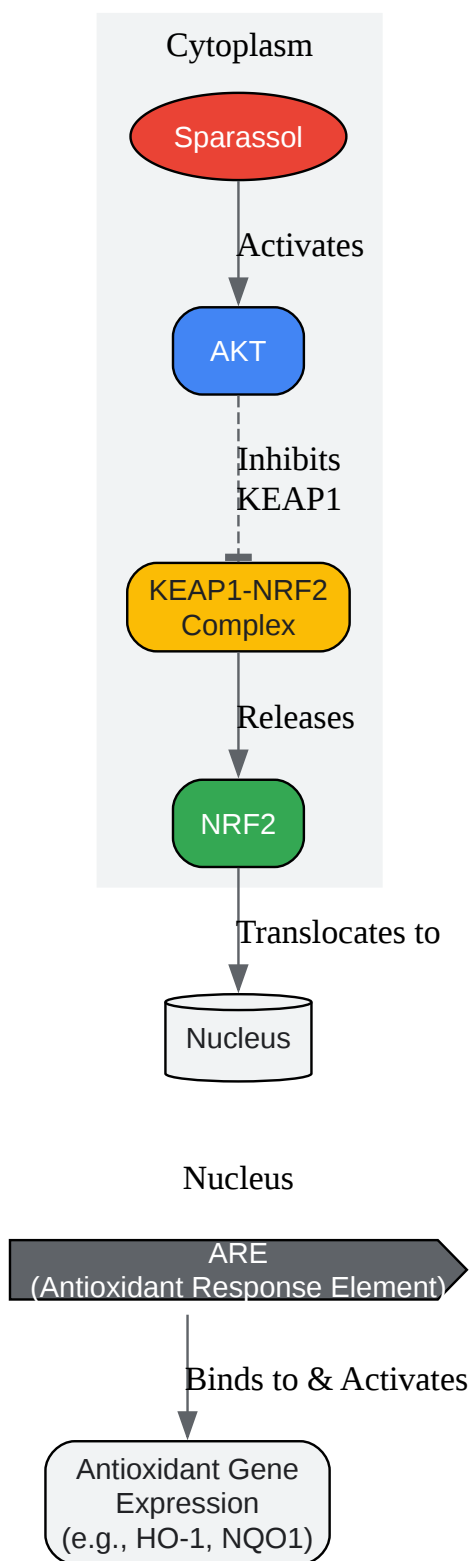 Cytoplasm
Sparassol
Activates
AKT
Inhibits
KEAP1
KEAP1-NRF2
Complex
Releases
NRF2
Translocates to
Nucleus
Nucleus
ARE
(Antioxidant Response Element)
Binds to & Activates
Antioxidant Gene
Expression
(e.g., HO-1, NQO1)